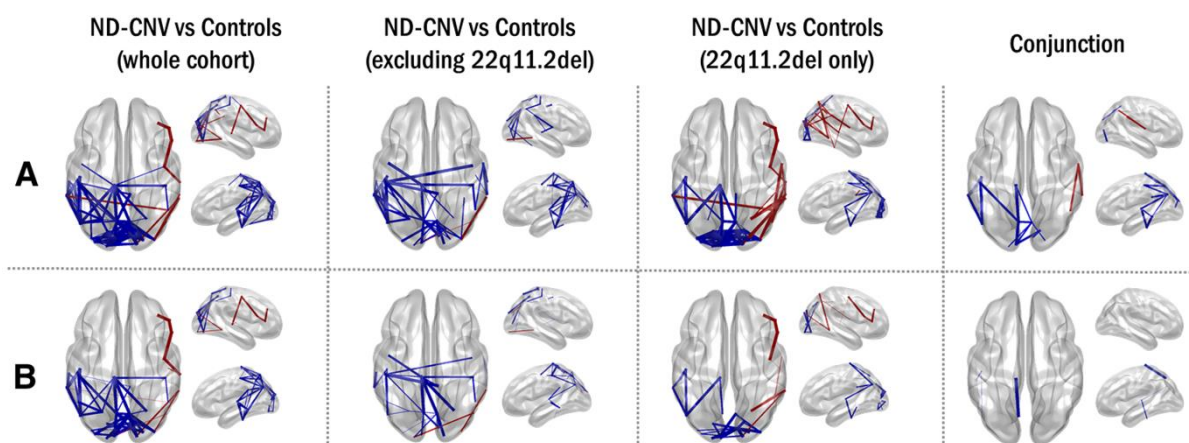 ND-CNV vs Controls
(whole cohort)
ND-CNV vs Controls
(excluding 22q11.2del)
ND-CNV vs Controls
(22q11.2del only)
Conjunction
A
B